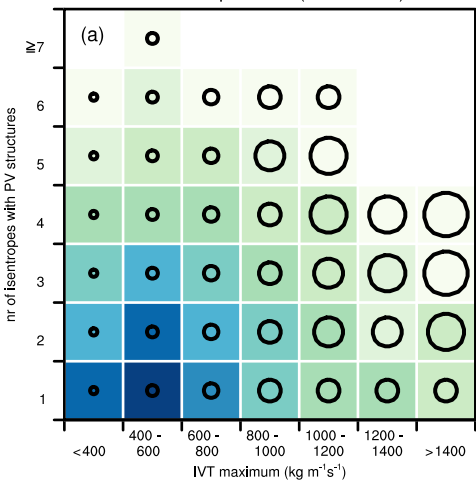 (a)
≧7
6
5
4
3
2
1
nr of isentropes with PV structures
<400
400 - 600
600 - 800
800 - 1000
1000 - 1200
1200 - 1400
>1400
IVT maximum (kg m⁻¹s⁻¹)